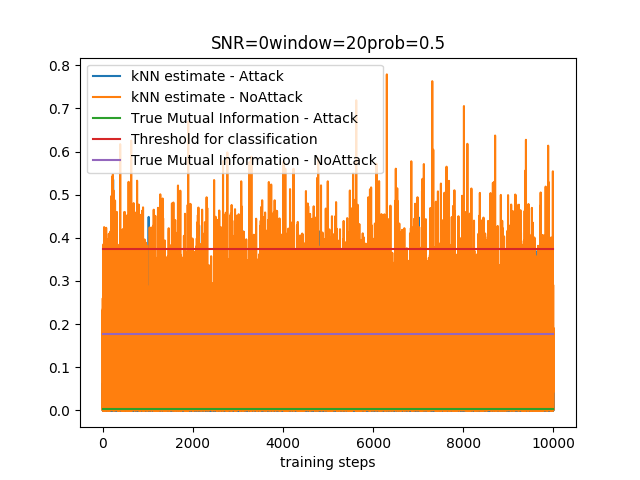 SNR=0window=20prob=0.5
kNN estimate - Attack
kNN estimate - NoAttack
True Mutual Information - Attack
Threshold for classification
True Mutual Information - NoAttack
0.8
0.7
0.6
0.5
0.4
0.3
0.2
0.1
0.0
0 2000 4000 6000 8000 10000
training steps